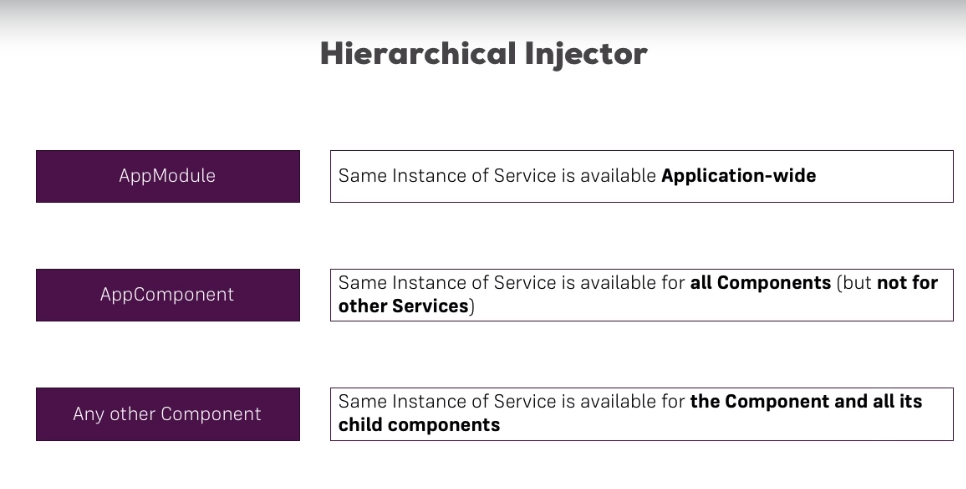 Hierarchical Injector
AppModule
Same Instance of Service is available Application-wide
AppComponent
Same Instance of Service is available for all Components (but not for
other Services)
Any other Component
Same Instance of Service is available for the Component and all its
child components